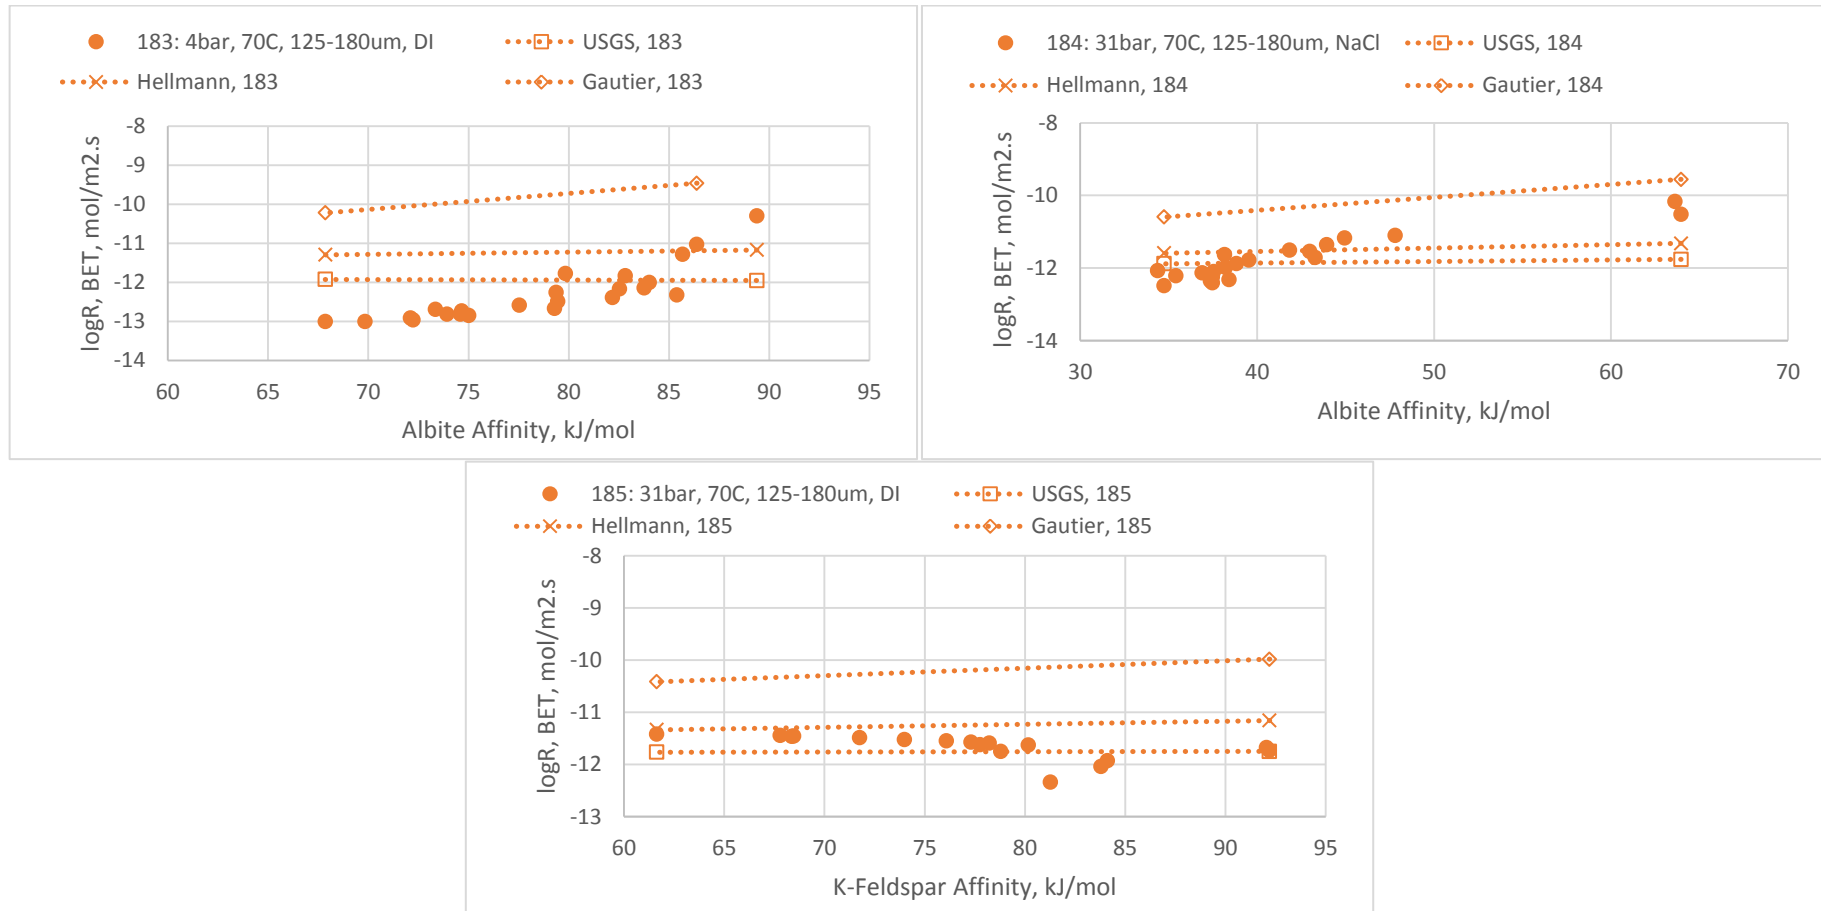 183: 4bar, 70C, 125-180um, DI
USGS, 183
Hellmann, 183
Gautier, 183
logR, BET, mol/m2.s
-8
-9
-10
-11
-12
-13
-14
60 65 70 75 80 85 90 95
Albite Affinity, kJ/mol
184: 31bar, 70C, 125-180um, NaCl
USGS, 184
Hellmann, 184
Gautier, 184
logR, BET, mol/m2.s
-8
-10
-12
-14
30 40 50 60 70
Albite Affinity, kJ/mol
185: 31bar, 70C, 125-180um, DI
USGS, 185
Hellmann, 185
Gautier, 185
logR, BET, mol/m2.s
-8
-9
-10
-11
-12
-13
60 65 70 75 80 85 90 95
K-Feldspar Affinity, kJ/mol